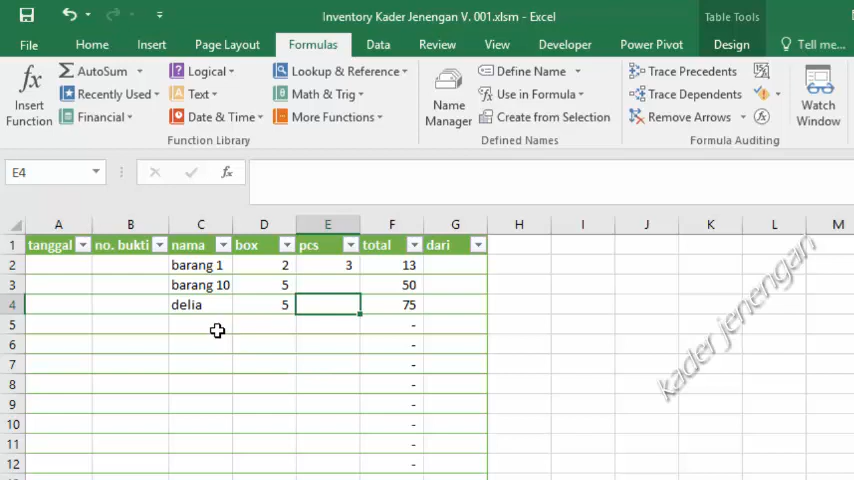 Inventory Kader Jenengan V. 001.xlsm - Excel
Table Tools
File Home Insert Page Layout Formulas Data Review View Developer Power Pivot Design Tell me...
AutoSum Logical Lookup & Reference Define Name Trace Precedents
Recently Used Text Math & Trig Use in Formula Trace Dependents
Financial Date & Time More Functions Create from Selection Remove Arrows
Insert Function
Name Manager
Watch Window
Function Library Defined Names Formula Auditing
E4 fx
A B C D E F G H I J K L M
1 tanggal no. bukti nama box pcs total dari
2 barang 1 2 3 13
3 barang 10 5 50
4 delia 5 75
5 -
6 -
7 -
8 -
9 -
10 -
11 -
12 -
kader jenengan